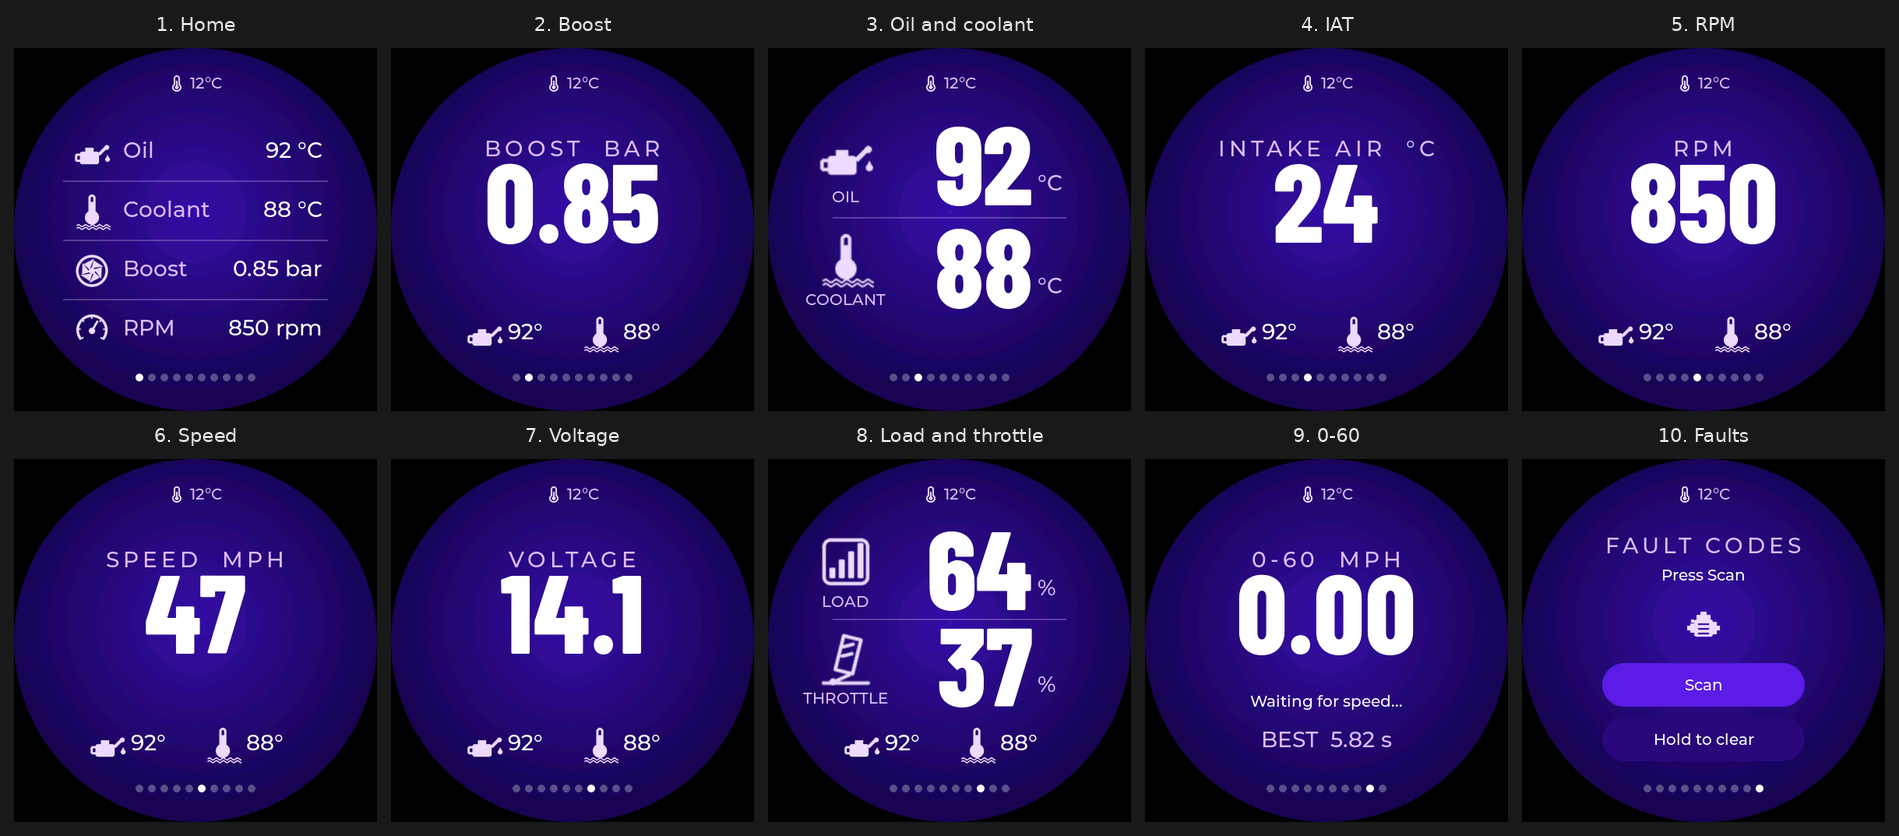 1. Home
12°C
Oil 92 °C
Coolant 88 °C
Boost 0.85 bar
RPM 850 rpm
2. Boost
12°C
BOOST BAR
0.85
92° 88°
3. Oil and coolant
12°C
OIL 92 °C
COOLANT 88 °C
4. IAT
12°C
INTAKE AIR °C
24
92° 88°
5. RPM
12°C
RPM
850
92° 88°
6. Speed
12°C
SPEED MPH
47
92° 88°
7. Voltage
12°C
VOLTAGE
14.1
92° 88°
8. Load and throttle
12°C
LOAD 64 %
THROTTLE 37 %
92° 88°
9. 0-60
12°C
0-60 MPH
0.00
Waiting for speed...
BEST 5.82 s
10. Faults
12°C
FAULT CODES
Press Scan
Scan
Hold to clear